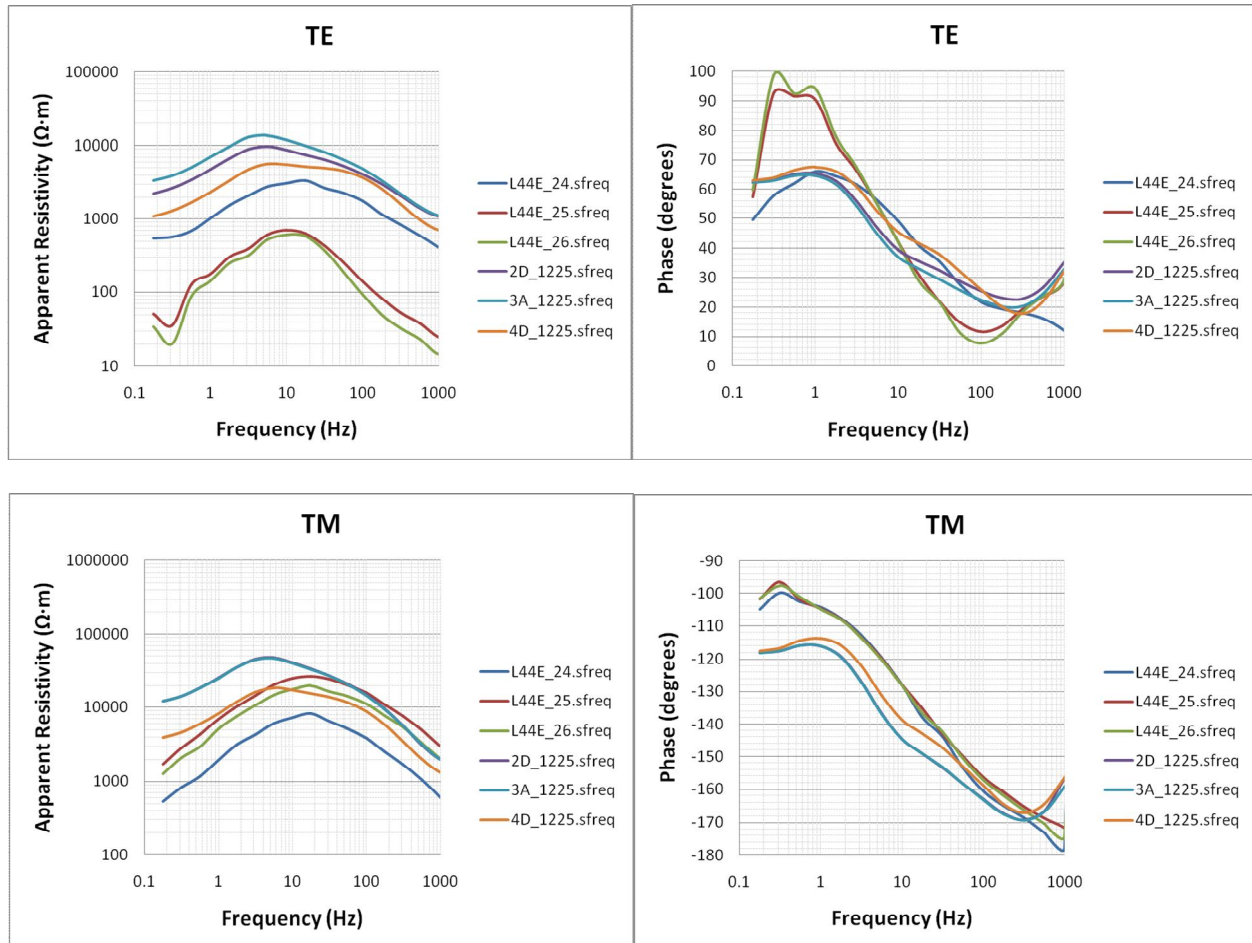 TE
Apparent Resistivity (Ω·m)
100000
10000
1000
100
10
0.1 1 10 100 1000
Frequency (Hz)
L44E_24.sfreq
L44E_25.sfreq
L44E_26.sfreq
2D_1225.sfreq
3A_1225.sfreq
4D_1225.sfreq
TE
Phase (degrees)
100
90
80
70
60
50
40
30
20
10
0
0.1 1 10 100 1000
Frequency (Hz)
L44E_24.sfreq
L44E_25.sfreq
L44E_26.sfreq
2D_1225.sfreq
3A_1225.sfreq
4D_1225.sfreq
TM
Apparent Resistivity (Ω·m)
1000000
100000
10000
1000
100
0.1 1 10 100 1000
Frequency (Hz)
L44E_24.sfreq
L44E_25.sfreq
L44E_26.sfreq
2D_1225.sfreq
3A_1225.sfreq
4D_1225.sfreq
TM
Phase (degrees)
-90
-100
-110
-120
-130
-140
-150
-160
-170
-180
0.1 1 10 100 1000
Frequency (Hz)
L44E_24.sfreq
L44E_25.sfreq
L44E_26.sfreq
2D_1225.sfreq
3A_1225.sfreq
4D_1225.sfreq